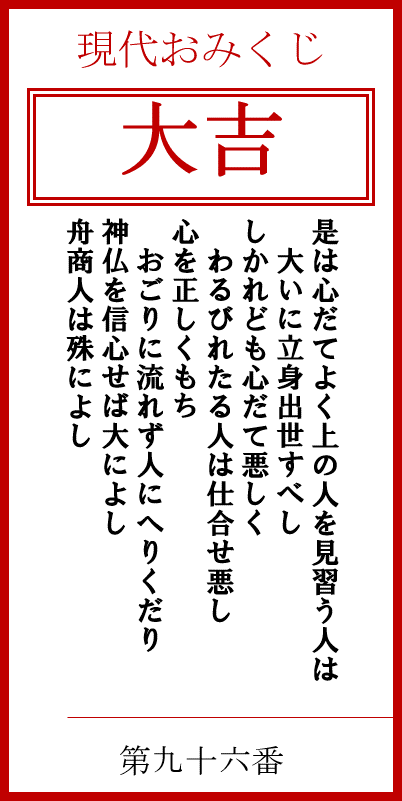 現代おみくじ
大吉
是は心だてよく上の人を見習う人は
大いに立身出世すべし
しかれども心だて悪しく
わるびれたる人は仕合せ悪し
心を正しくもち
おごりに流れず人にへりくだり
神仏を信心せば大によし
舟商人は殊によし
第九十六番